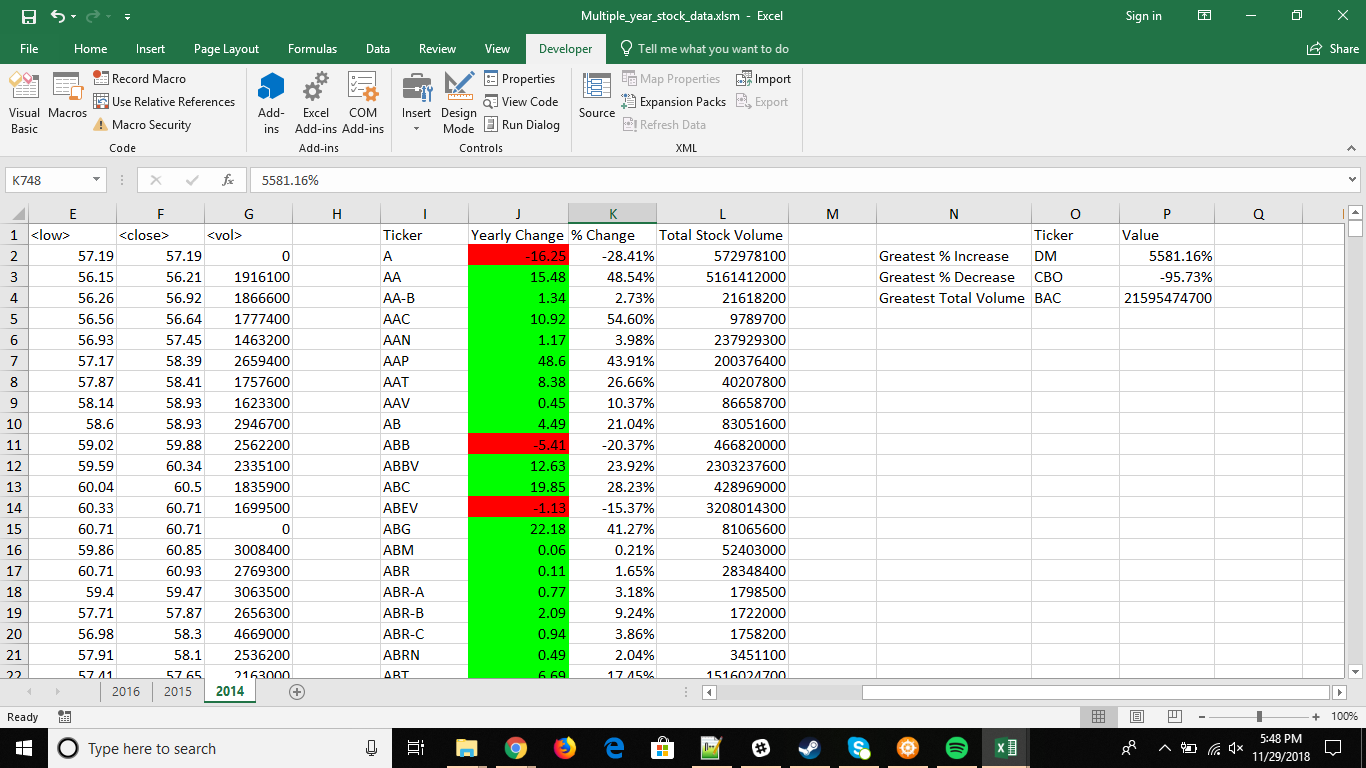 Multiple_year_stock_data.xlsm - Excel
Sign in
File Home Insert Page Layout Formulas Data Review View Developer Tell me what you want to do Share
Visual Basic
Macros
Record Macro
Use Relative References
Macro Security
Code
Add-ins
Excel Add-ins
COM Add-ins
Add-ins
Insert
Design Mode
Properties
View Code
Run Dialog
Controls
Source
Map Properties
Expansion Packs
Refresh Data
Import
Export
XML
K748 fx 5581.16%
E F G H I J K L M N O P Q
1 <low> <close> <vol> Ticker Yearly Change % Change Total Stock Volume Ticker Value
2 57.19 57.19 0 A -16.25 -28.41% 572978100 Greatest % Increase DM 5581.16%
3 56.15 56.21 1916100 AA 15.48 48.54% 5161412000 Greatest % Decrease CBO -95.73%
4 56.26 56.92 1866600 AA-B 1.34 2.73% 21618200 Greatest Total Volume BAC 21595474700
5 56.56 56.64 1777400 AAC 10.92 54.60% 9789700
6 56.93 57.45 1463200 AAN 1.17 3.98% 237929300
7 57.17 58.39 2659400 AAP 48.6 43.91% 200376400
8 57.87 58.41 1757600 AAT 8.38 26.66% 40207800
9 58.14 58.93 1623300 AAV 0.45 10.37% 86658700
10 58.6 58.93 2946700 AB 4.49 21.04% 83051600
11 59.02 59.88 2562200 ABB -5.41 -20.37% 466820000
12 59.59 60.34 2335100 ABBV 12.63 23.92% 2303237600
13 60.04 60.5 1835900 ABC 19.85 28.23% 428969000
14 60.33 60.71 1699500 ABEV -1.13 -15.37% 3208014300
15 60.71 60.71 0 ABG 22.18 41.27% 81065600
16 59.86 60.85 3008400 ABM 0.06 0.21% 52403000
17 60.71 60.93 2769300 ABR 0.11 1.65% 28348400
18 59.4 59.47 3063500 ABR-A 0.77 3.18% 1798500
19 57.71 57.87 2656300 ABR-B 2.09 9.24% 1722000
20 56.98 58.3 4669000 ABR-C 0.94 3.86% 1758200
21 57.91 58.1 2536200 ABRN 0.49 2.04% 3451100
22 57.41 57.65 2163000 ABT 6.69 17.45% 1516024700
2016 2015 2014
Ready 100%
Type here to search
5:48 PM
11/29/2018